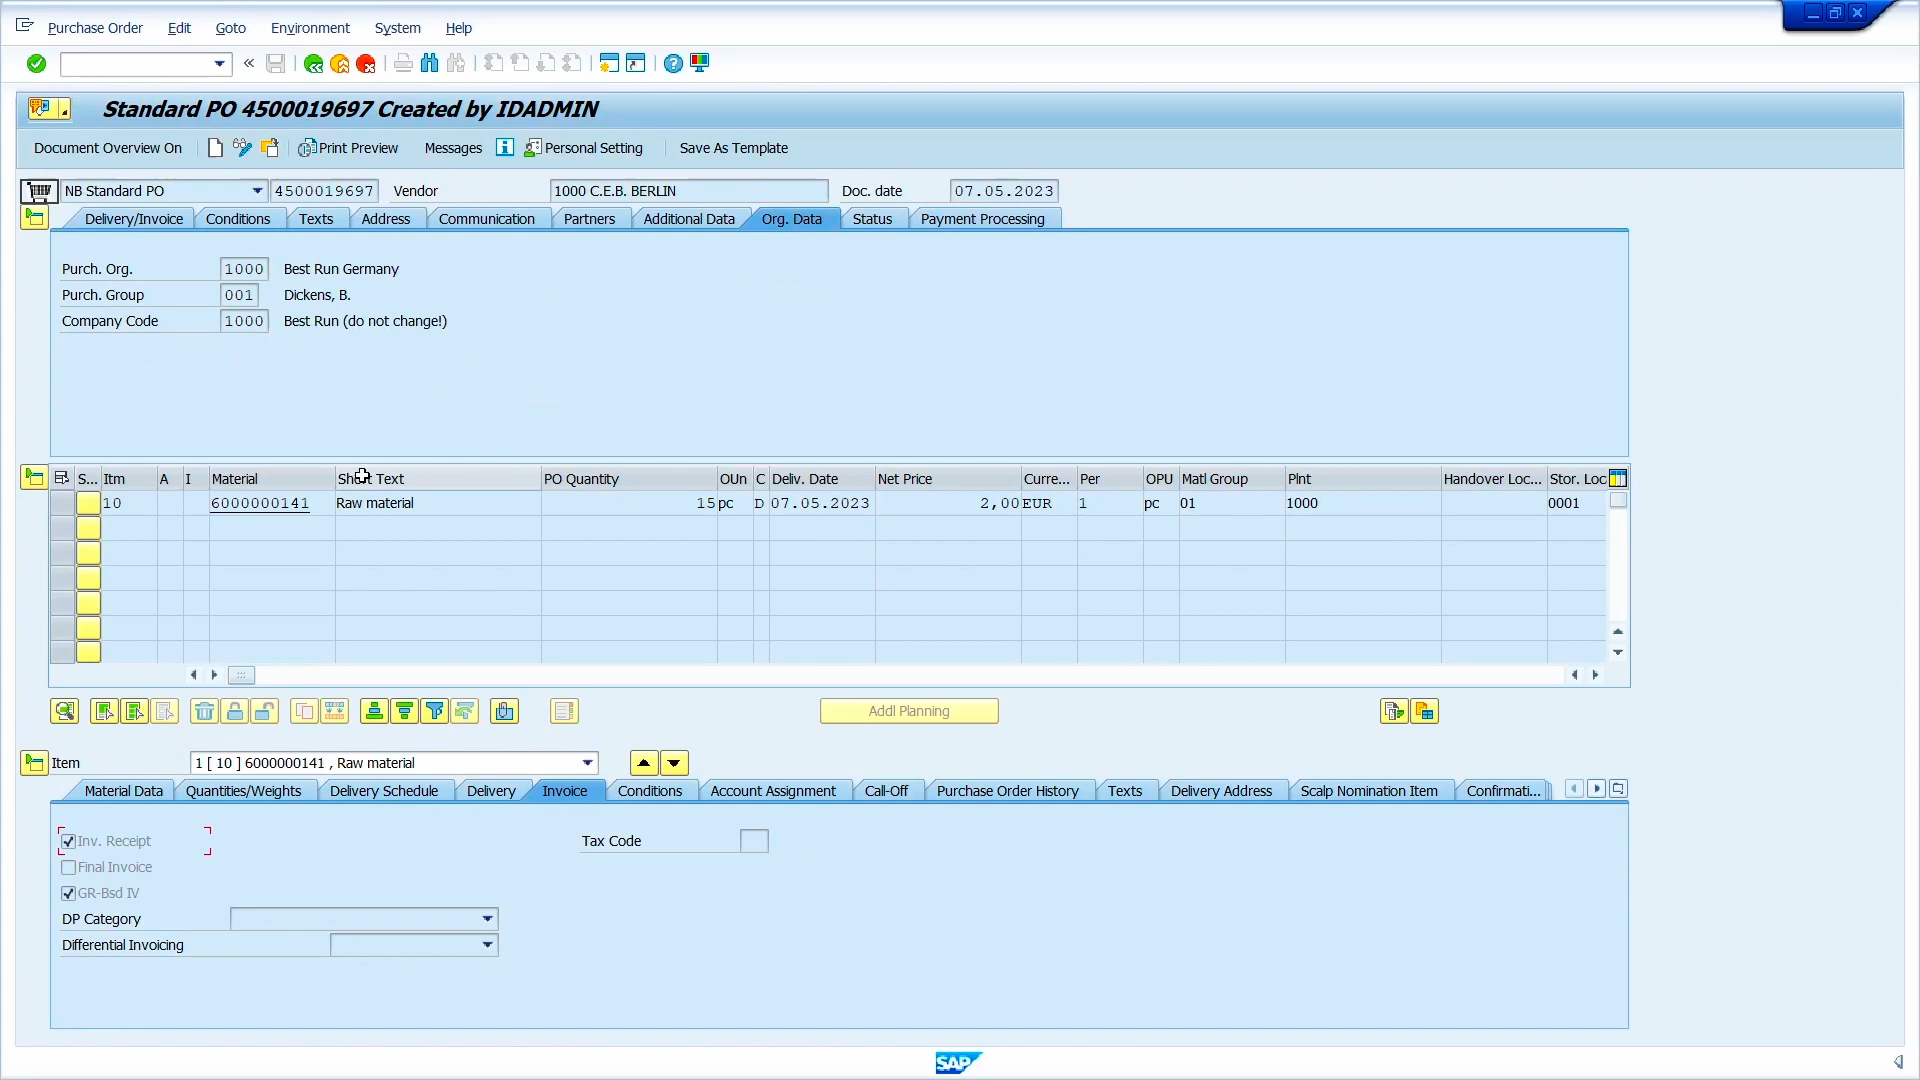 Purchase Order Edit Goto Environment System Help
Standard PO 4500019697 Created by IDADMIN
Document Overview On Print Preview Messages Personal Setting Save As Template
NB Standard PO 4500019697 Vendor 1000 C.E.B. BERLIN Doc. date 07.05.2023
Delivery/Invoice Conditions Texts Address Communication Partners Additional Data Org. Data Status Payment Processing
Purch. Org. 1000 Best Run Germany
Purch. Group 001 Dickens, B.
Company Code 1000 Best Run (do not change!)
S... Itm A I Material Short Text PO Quantity OUn C Deliv. Date Net Price Curre... Per OPU Matl Group Plnt Handover Loc... Stor. Loc
10 6000000141 Raw material 15 pc D 07.05.2023 2,00 EUR 1 pc 01 1000 0001
Addl Planning
Item 1 [ 10 ] 6000000141 , Raw material
Material Data Quantities/Weights Delivery Schedule Delivery Invoice Conditions Account Assignment Call-Off Purchase Order History Texts Delivery Address Scalp Nomination Item Confirmati...
Inv. Receipt Tax Code
Final Invoice
GR-Bsd IV
DP Category
Differential Invoicing
SAP